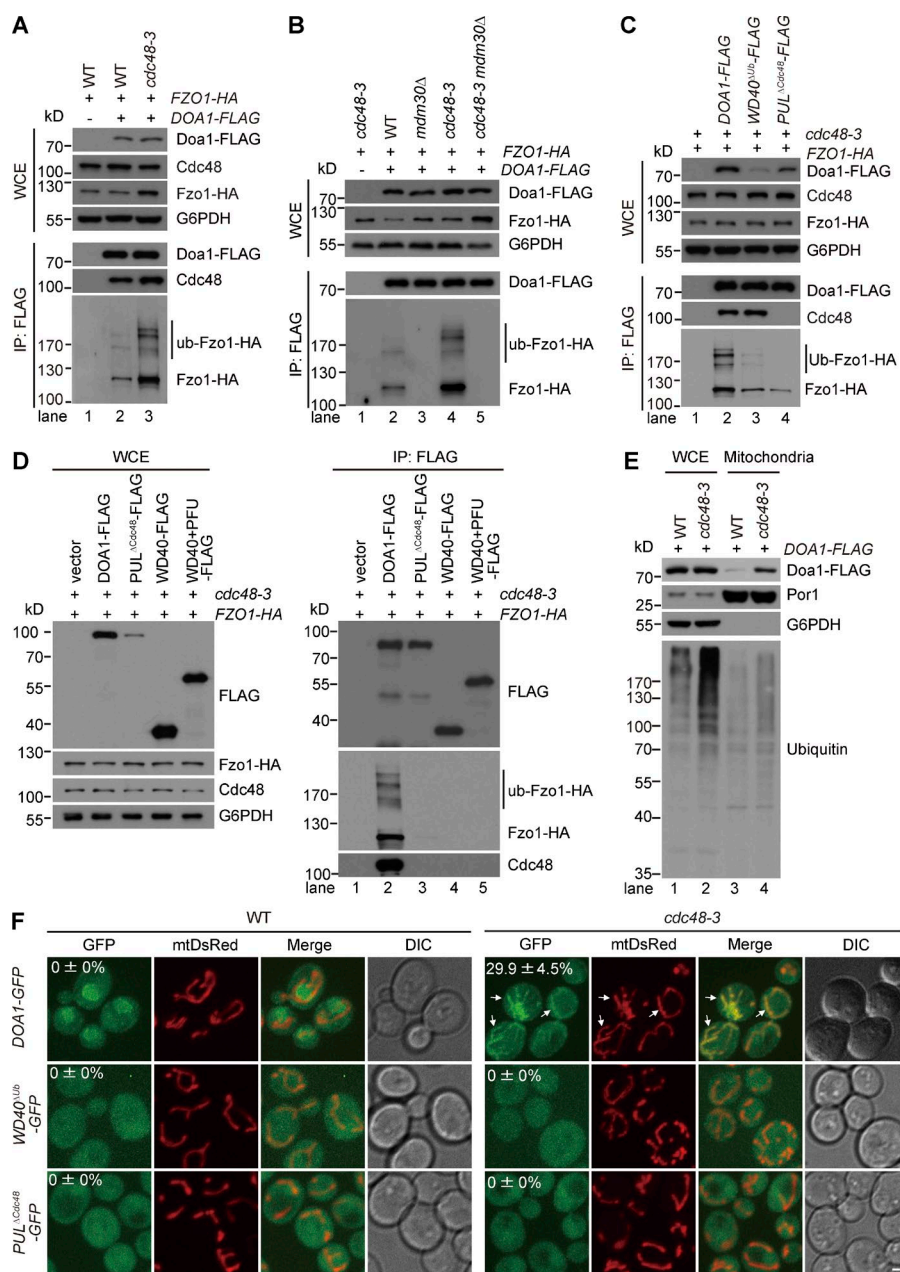 A
WT
WT
cdc48-3
kD
+ + + FZO1-HA
- + + DOA1-FLAG
WCE
70 Doa1-FLAG
100 Cdc48
130
100 Fzo1-HA
55 G6PDH
IP: FLAG
70 Doa1-FLAG
100 Cdc48
170 ub-Fzo1-HA
130 Fzo1-HA
100
lane 1 2 3
B
cdc48-3
WT
mdm30Δ
cdc48-3
cdc48-3 mdm30Δ
+ + + + + FZO1-HA
kD - + + + + DOA1-FLAG
WCE
70 Doa1-FLAG
130
100 Fzo1-HA
55 G6PDH
IP: FLAG
70 Doa1-FLAG
170 ub-Fzo1-HA
130 Fzo1-HA
100
lane 1 2 3 4 5
C
DOA1-FLAG
WD40ΔUb-FLAG
PULΔCdc48-FLAG
+ + + + cdc48-3
kD + + + + FZO1-HA
WCE
70 Doa1-FLAG
100 Cdc48
130
100 Fzo1-HA
55 G6PDH
IP: FLAG
70 Doa1-FLAG
100 Cdc48
170 Ub-Fzo1-HA
130 Fzo1-HA
100
lane 1 2 3 4
D
WCE
vector
DOA1-FLAG
PULΔCdc48-FLAG
WD40-FLAG
WD40+PFU
-FLAG
+ + + + + cdc48-3
kD + + + + + FZO1-HA
100
70
55 FLAG
40
130 Fzo1-HA
100 Cdc48
55 G6PDH
IP: FLAG
vector
DOA1-FLAG
PULΔCdc48-FLAG
WD40-FLAG
WD40+PFU
-FLAG
+ + + + + cdc48-3
kD + + + + + FZO1-HA
100
70
55 FLAG
40
170 ub-Fzo1-HA
130 Fzo1-HA
100 Cdc48
lane 1 2 3 4 5
E
WCE Mitochondria
WT
cdc48-3
WT
cdc48-3
kD + + + + DOA1-FLAG
70 Doa1-FLAG
25 Por1
55 G6PDH
170
130
100
70 Ubiquitin
55
40
35
lane 1 2 3 4
F
WT cdc48-3
GFP mtDsRed Merge DIC GFP mtDsRed Merge DIC
DOA1-GFP
0 ± 0% 29.9 ± 4.5%
WD40ΔUb
-GFP
0 ± 0% 0 ± 0%
PULΔCdc48
-GFP
0 ± 0% 0 ± 0%